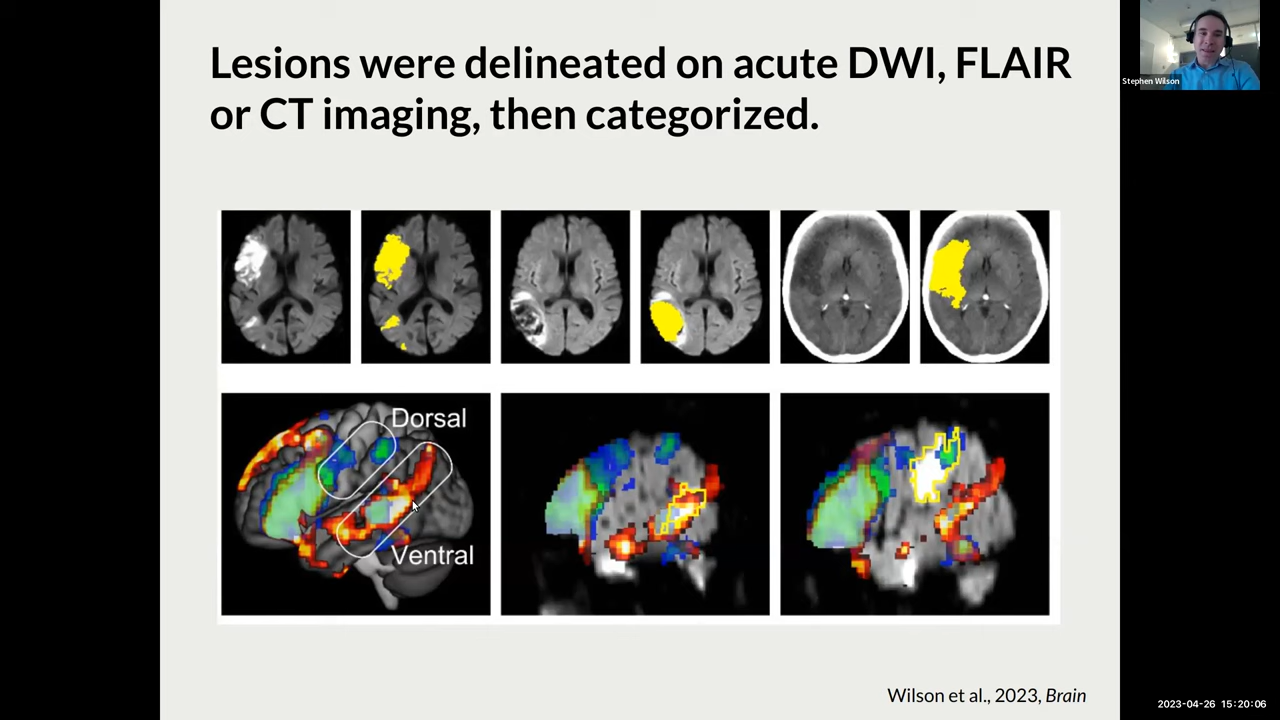 Lesions were delineated on acute DWI, FLAIR
or CT imaging, then categorized.
Stephen Wilson
Dorsal
Ventral
Wilson et al., 2023, Brain
2023-04-26 15:20:06